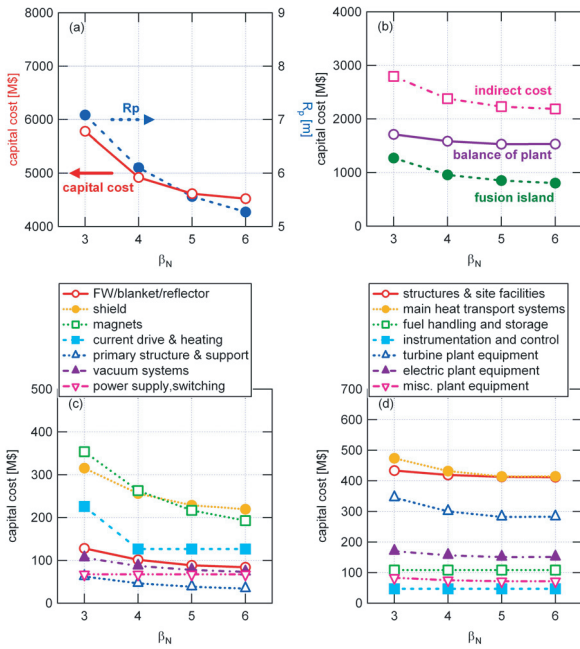 (a)
capital cost [M$]
8000
7000
6000
5000
4000
9
8
7
6
5
Rp [m]
Rp
capital cost
3 4 5 6
βN
(b)
capital cost [M$]
4000
3000
2000
1000
0
indirect cost
balance of plant
fusion island
3 4 5 6
βN
FW/blanket/reflector
shield
magnets
current drive & heating
primary structure & support
vacuum systems
power supply,switching
(c)
capital cost [M$]
500
400
300
200
100
0
3 4 5 6
βN
structures & site facilities
main heat transport systems
fuel handling and storage
instrumentation and control
turbine plant equipment
electric plant equipment
misc. plant equipment
(d)
capital cost [M$]
700
600
500
400
300
200
100
0
3 4 5 6
βN